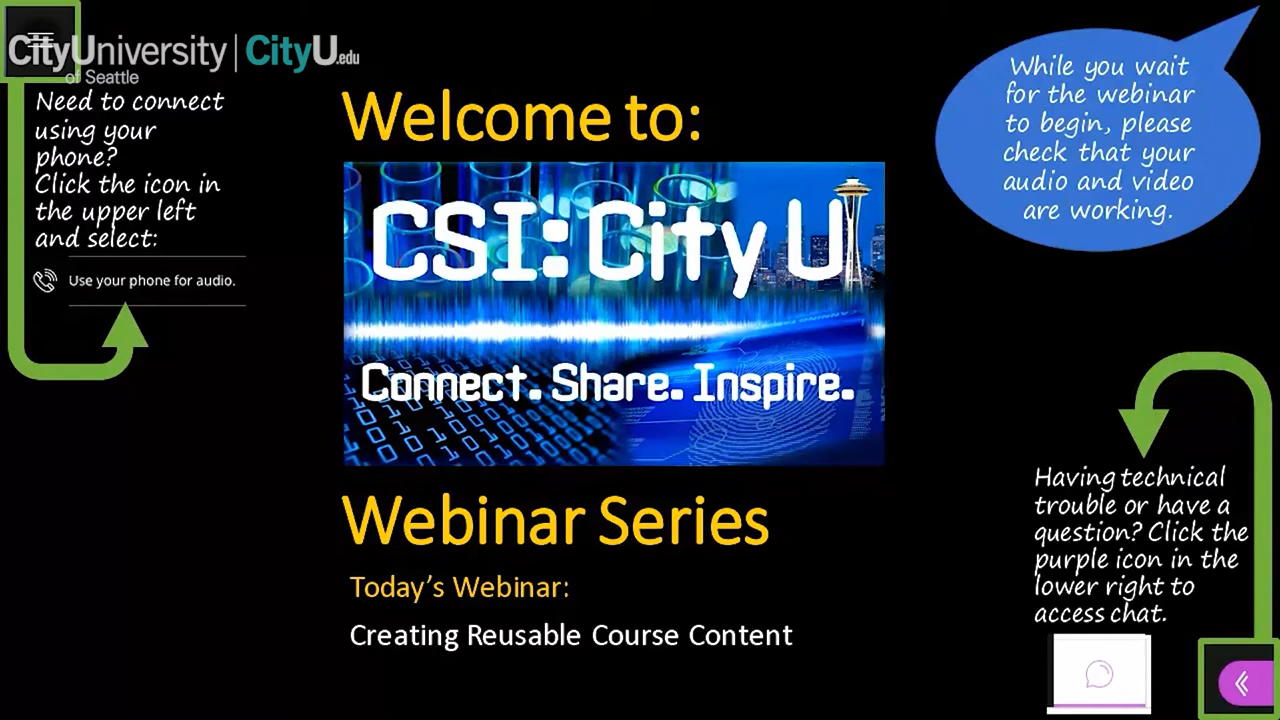 CityUniversity | CityU.edu
of Seattle
Need to connect
using your
phone?
Click the icon in
the upper left
and select:
Use your phone for audio.
Welcome to:
CSI: City U
Connect. Share. Inspire.
Webinar Series
Today's Webinar:
Creating Reusable Course Content
While you wait
for the webinar
to begin, please
check that your
audio and video
are working.
Having technical
trouble or have a
question? Click the
purple icon in the
lower right to
access chat.